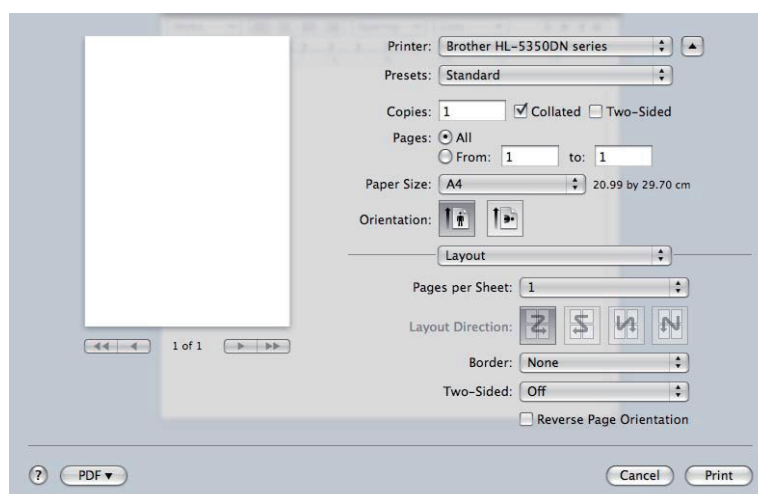 Printer: Brother HL-5350DN series
Presets: Standard
Copies: 1 Collated Two-Sided
Pages: All
From: 1 to: 1
Paper Size: A4 20.99 by 29.70 cm
Orientation:
Layout
Pages per Sheet: 1
Layout Direction:
1 of 1
Border: None
Two-Sided: Off
Reverse Page Orientation
? PDF Cancel Print